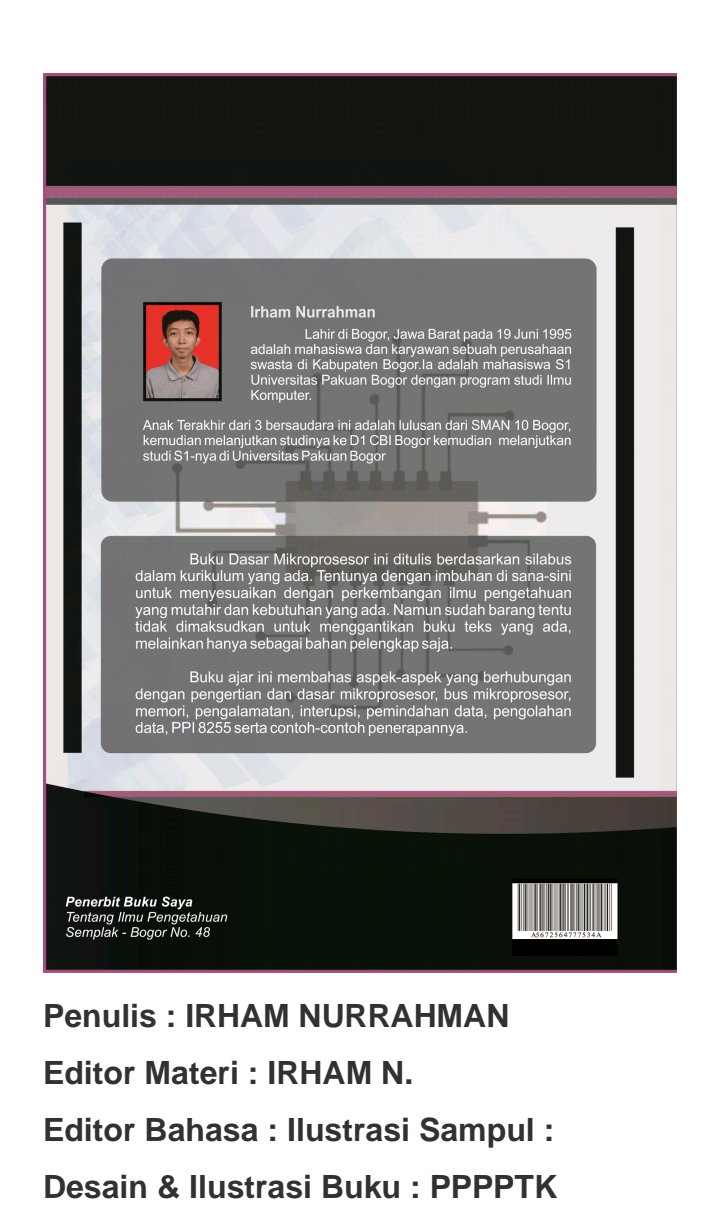 Irham Nurrahman
Lahir di Bogor, Jawa Barat pada 19 Juni 1995
adalah mahasiswa dan karyawan sebuah perusahaan
swasta di Kabupaten Bogor.Ia adalah mahasiswa S1
Universitas Pakuan Bogor dengan program studi Ilmu
Komputer.
Anak Terakhir dari 3 bersaudara ini adalah lulusan dari SMAN 10 Bogor,
kemudian melanjutkan studinya ke D1 CBI Bogor kemudian melanjutkan
studi S1-nya di Universitas Pakuan Bogor
Buku Dasar Mikroprosesor ini ditulis berdasarkan silabus
dalam kurikulum yang ada. Tentunya dengan imbuhan di sana-sini
untuk menyesuaikan dengan perkembangan ilmu pengetahuan
yang mutahir dan kebutuhan yang ada. Namun sudah barang tentu
tidak dimaksudkan untuk menggantikan buku teks yang ada,
melainkan hanya sebagai bahan pelengkap saja.
Buku ajar ini membahas aspek-aspek yang berhubungan
dengan pengertian dan dasar mikroprosesor, bus mikroprosesor,
memori, pengalamatan, interupsi, pemindahan data, pengolahan
data, PPI 8255 serta contoh-contoh penerapannya.
Penerbit Buku Saya
Tentang Ilmu Pengetahuan
Semplak - Bogor No. 48
A5672564777534A
Penulis : IRHAM NURRAHMAN
Editor Materi : IRHAM N.
Editor Bahasa : Ilustrasi Sampul :
Desain & Ilustrasi Buku : PPPPTK